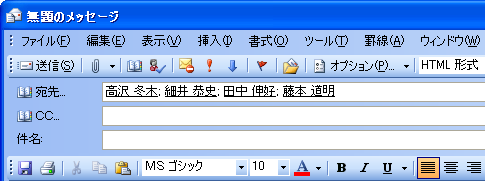 無題のメッセージ
ファイル(F) 編集(E) 表示(V) 挿入(I) 書式(O) ツール(T) 罫線(A) ウィンドウ(W)
送信(S) オプション(P)... HTML 形式
宛先... 高沢 冬木; 細井 恭史; 田中 伸好; 藤本 道明
CC...
件名:
MS ゴシック 10 A B I U